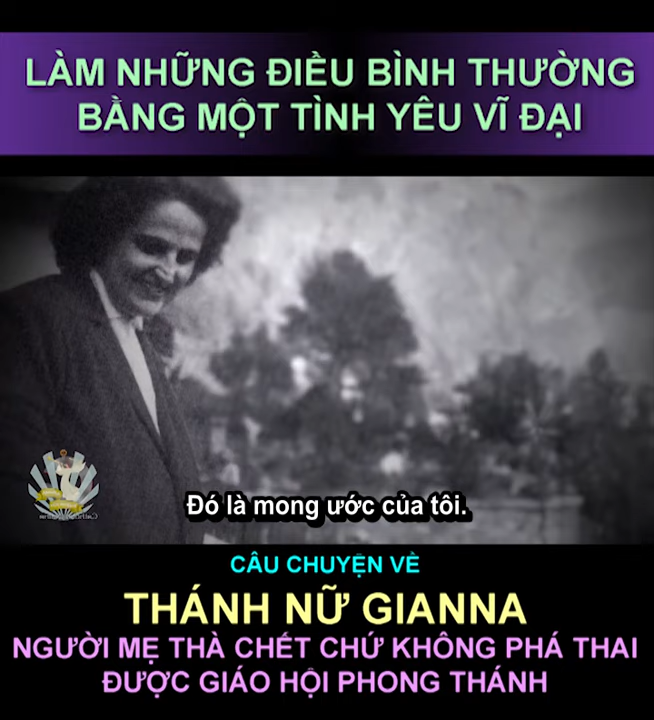 LÀM NHỮNG ĐIỀU BÌNH THƯỜNG
BẰNG MỘT TÌNH YÊU VĨ ĐẠI
Đó là mong ước của tôi.
CÂU CHUYỆN VỀ
THÁNH NỮ GIANNA
NGƯỜI MẸ THÀ CHẾT CHỨ KHÔNG PHÁ THAI
ĐƯỢC GIÁO HỘI PHONG THÁNH